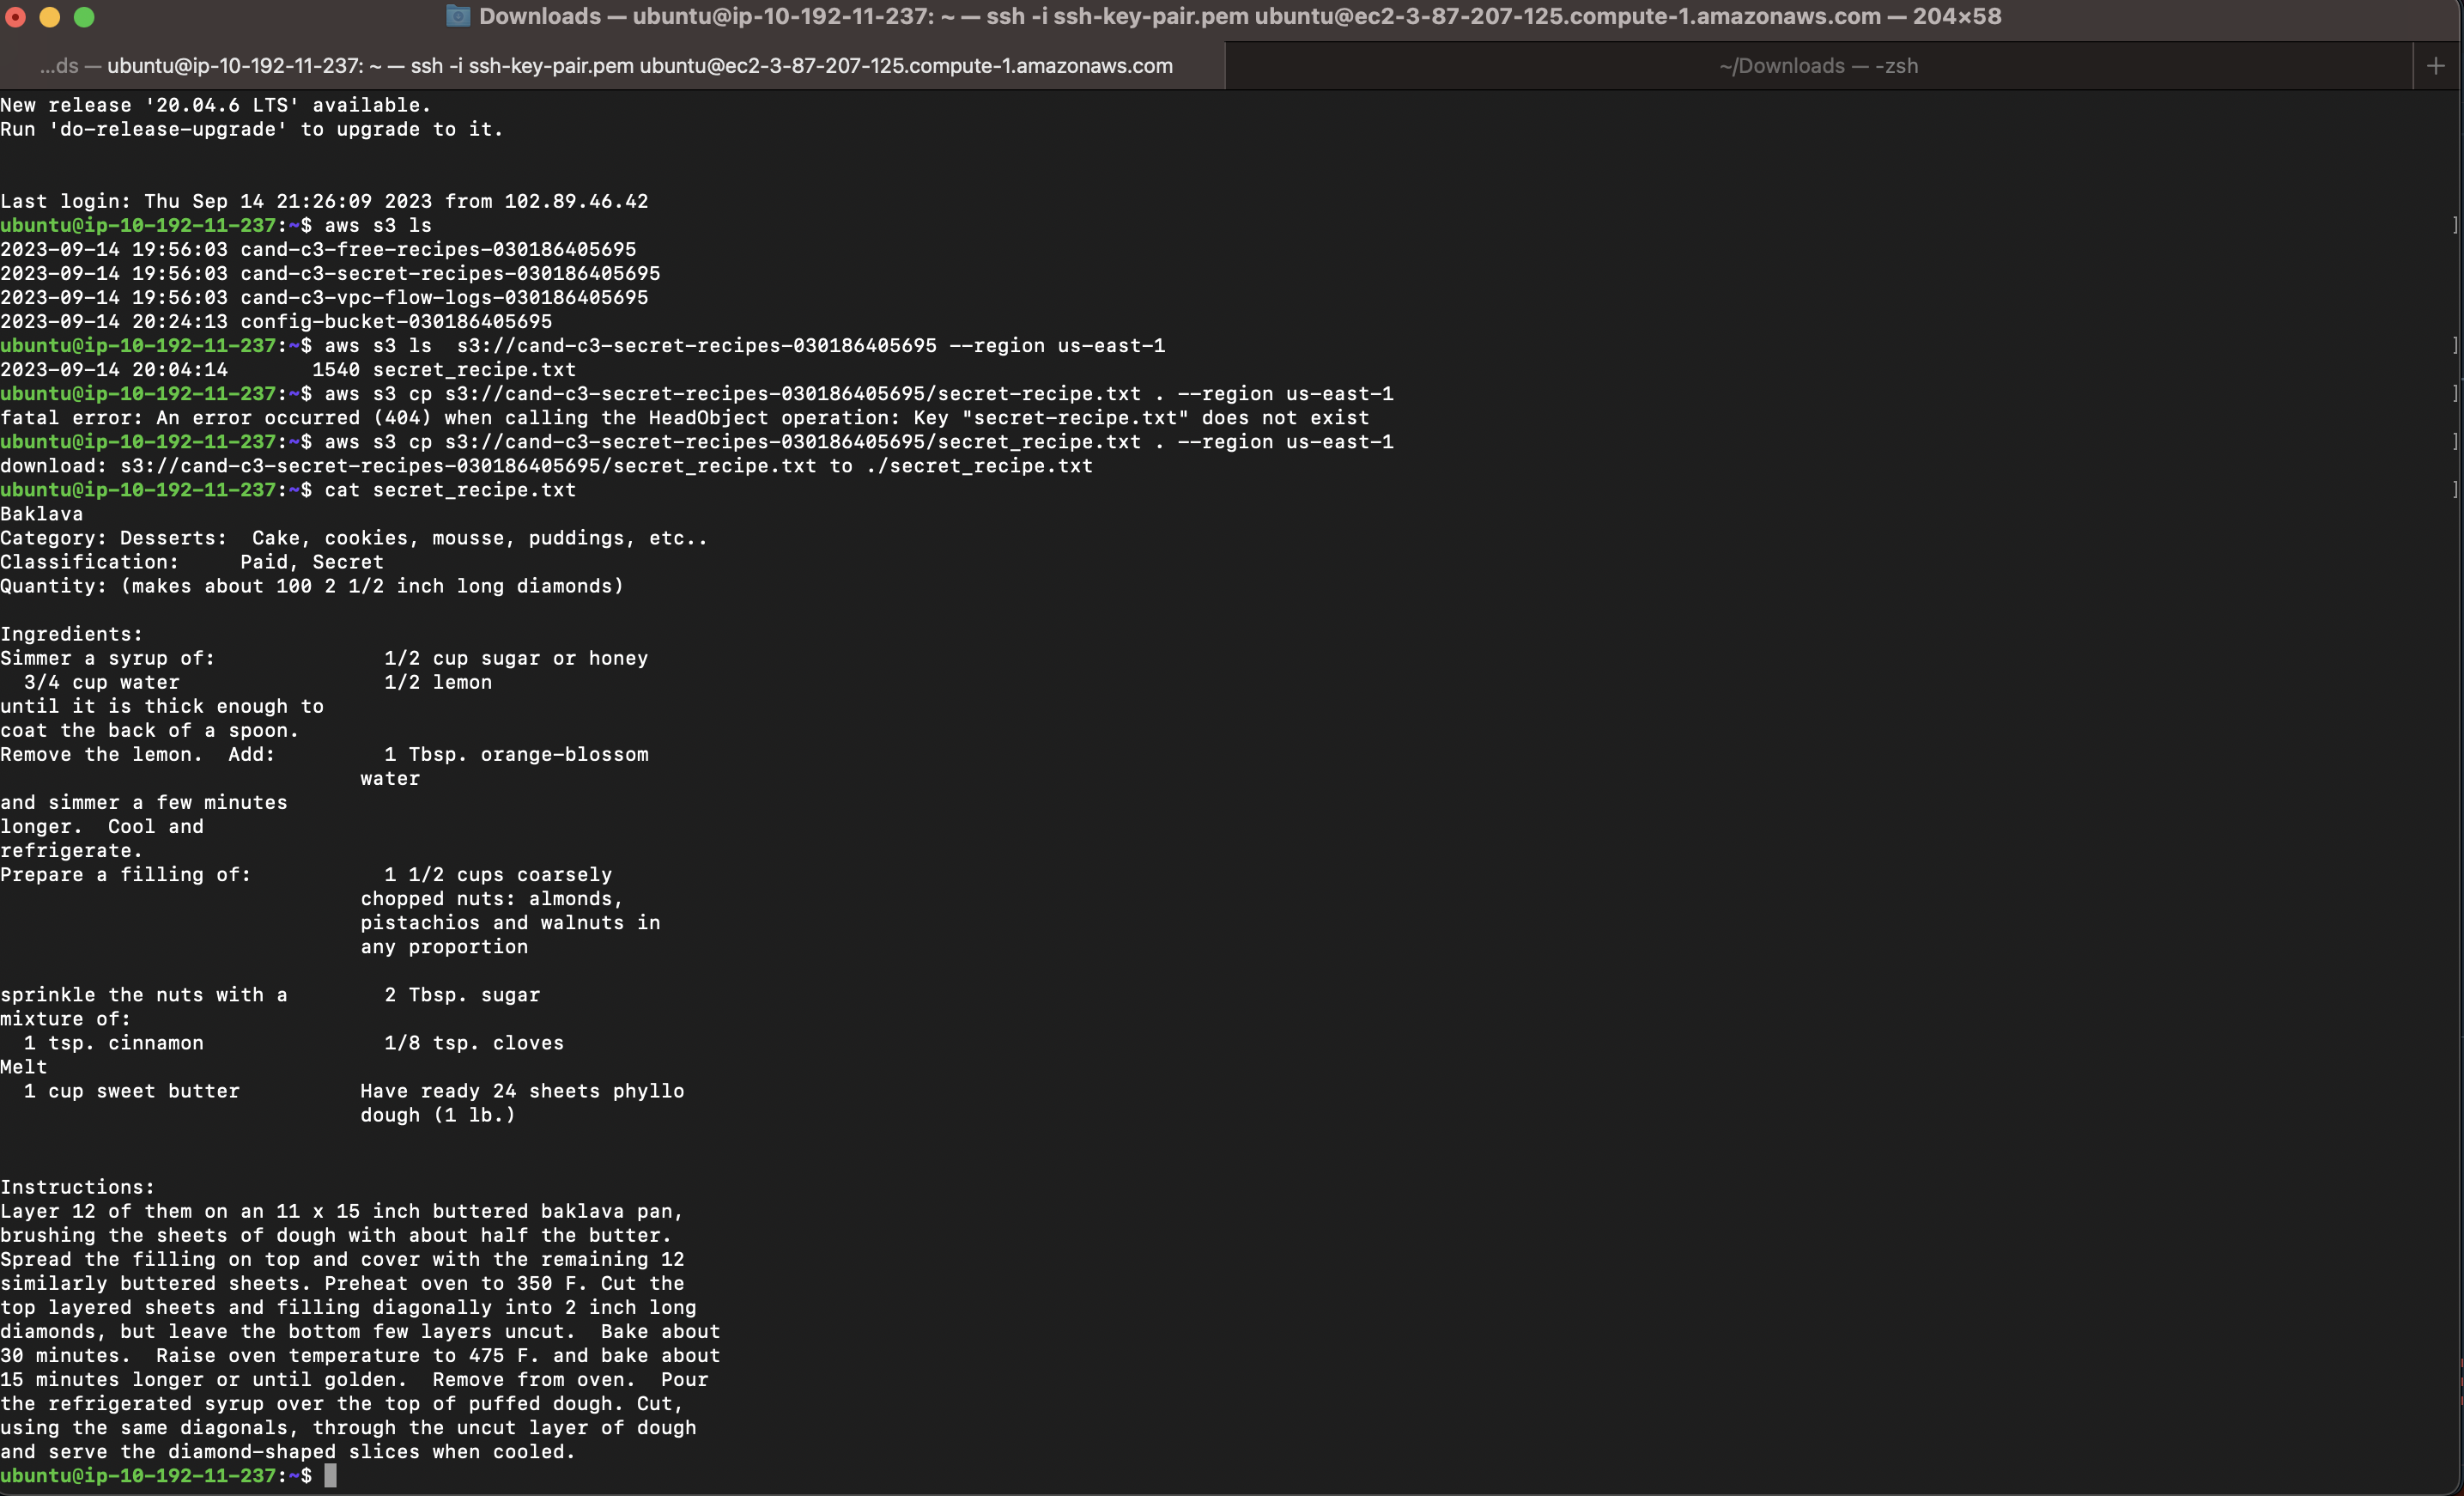 Downloads — ubuntu@ip-10-192-11-237: ~ — ssh -i ssh-key-pair.pem ubuntu@ec2-3-87-207-125.compute-1.amazonaws.com — 204×58
...ds — ubuntu@ip-10-192-11-237: ~ — ssh -i ssh-key-pair.pem ubuntu@ec2-3-87-207-125.compute-1.amazonaws.com
~/Downloads — -zsh
New release '20.04.6 LTS' available.
Run 'do-release-upgrade' to upgrade to it.
Last login: Thu Sep 14 21:26:09 2023 from 102.89.46.42
ubuntu@ip-10-192-11-237:~$ aws s3 ls
2023-09-14 19:56:03 cand-c3-free-recipes-030186405695
2023-09-14 19:56:03 cand-c3-secret-recipes-030186405695
2023-09-14 19:56:03 cand-c3-vpc-flow-logs-030186405695
2023-09-14 20:24:13 config-bucket-030186405695
ubuntu@ip-10-192-11-237:~$ aws s3 ls  s3://cand-c3-secret-recipes-030186405695 --region us-east-1
2023-09-14 20:04:14       1540 secret_recipe.txt
ubuntu@ip-10-192-11-237:~$ aws s3 cp s3://cand-c3-secret-recipes-030186405695/secret-recipe.txt . --region us-east-1
fatal error: An error occurred (404) when calling the HeadObject operation: Key "secret-recipe.txt" does not exist
ubuntu@ip-10-192-11-237:~$ aws s3 cp s3://cand-c3-secret-recipes-030186405695/secret_recipe.txt . --region us-east-1
download: s3://cand-c3-secret-recipes-030186405695/secret_recipe.txt to ./secret_recipe.txt
ubuntu@ip-10-192-11-237:~$ cat secret_recipe.txt
Baklava
Category: Desserts:  Cake, cookies, mousse, puddings, etc..
Classification:     Paid, Secret
Quantity: (makes about 100 2 1/2 inch long diamonds)
Ingredients:
Simmer a syrup of:              1/2 cup sugar or honey
  3/4 cup water                 1/2 lemon
until it is thick enough to
coat the back of a spoon.
Remove the lemon.  Add:         1 Tbsp. orange-blossom
                              water
and simmer a few minutes
longer.  Cool and
refrigerate.
Prepare a filling of:           1 1/2 cups coarsely
                              chopped nuts: almonds,
                              pistachios and walnuts in
                              any proportion
sprinkle the nuts with a        2 Tbsp. sugar
mixture of:
  1 tsp. cinnamon               1/8 tsp. cloves
Melt
  1 cup sweet butter          Have ready 24 sheets phyllo
                              dough (1 lb.)
Instructions:
Layer 12 of them on an 11 x 15 inch buttered baklava pan,
brushing the sheets of dough with about half the butter.
Spread the filling on top and cover with the remaining 12
similarly buttered sheets. Preheat oven to 350 F. Cut the
top layered sheets and filling diagonally into 2 inch long
diamonds, but leave the bottom few layers uncut.  Bake about
30 minutes.  Raise oven temperature to 475 F. and bake about
15 minutes longer or until golden.  Remove from oven.  Pour
the refrigerated syrup over the top of puffed dough. Cut,
using the same diagonals, through the uncut layer of dough
and serve the diamond-shaped slices when cooled.
ubuntu@ip-10-192-11-237:~$